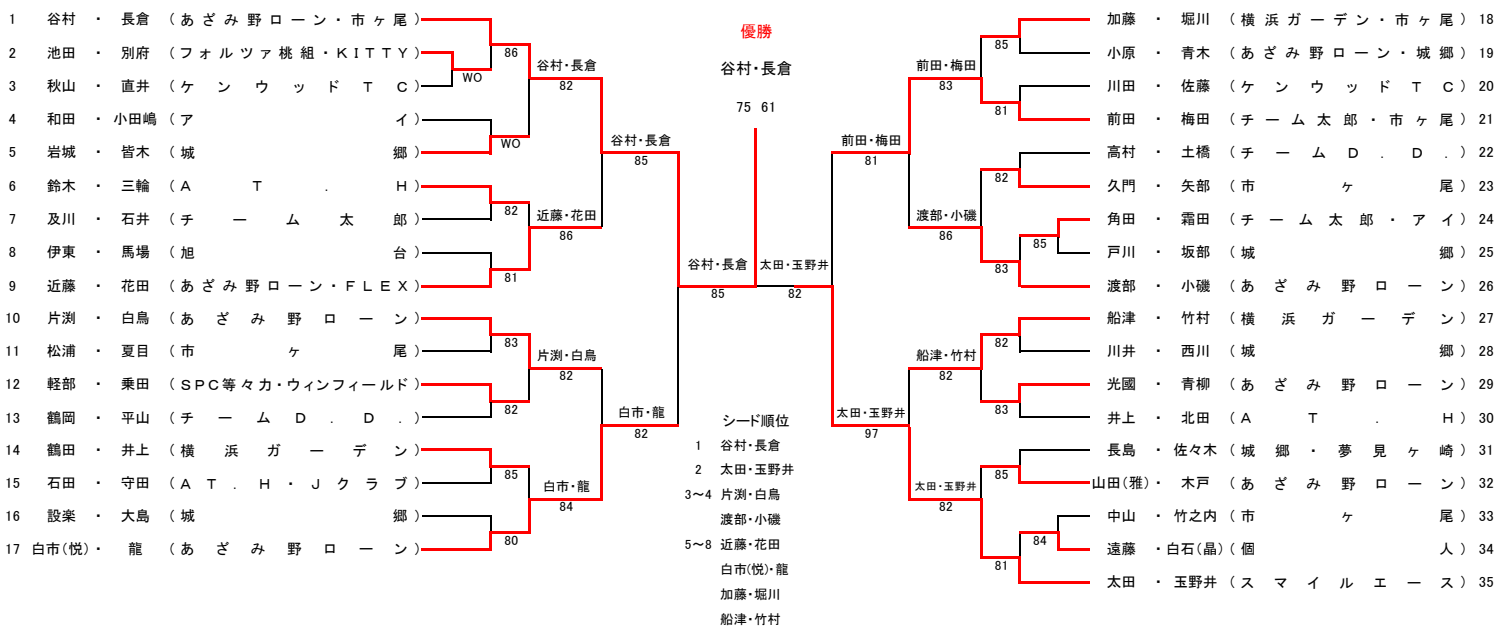 1 谷村 ・ 長倉 （あざみ野ローン・市ヶ尾）
2 池田 ・ 別府 （フォルツァ桃組・KITTY）
3 秋山 ・ 直井 （ケンウッドTC）
4 和田 ・ 小田嶋 （アイ）
5 岩城 ・ 皆木 （城郷）
6 鈴木 ・ 三輪 （AT.H）
7 及川 ・ 石井 （チーム太郎）
8 伊東 ・ 馬場 （旭台）
9 近藤 ・ 花田 （あざみ野ローン・FLEX）
10 片渕 ・ 白鳥 （あざみ野ローン）
11 松浦 ・ 夏目 （市ヶ尾）
12 軽部 ・ 乗田 （SPC等々力・ウィンフィールド）
13 鶴岡 ・ 平山 （チームD.D.）
14 鶴田 ・ 井上 （横浜ガーデン）
15 石田 ・ 守田 （AT.H・Jクラブ）
16 設楽 ・ 大島 （城郷）
17 白市(悦)・ 龍 （あざみ野ローン）
86
WO
WO
82
81
83
82
85
80
谷村・長倉
82
近藤・花田
86
片渕・白鳥
82
白市・龍
84
谷村・長倉
85
白市・龍
82
谷村・長倉
85
優勝
谷村・長倉
75 61
太田・玉野井
82
シード順位
1 谷村・長倉
2 太田・玉野井
3～4 片渕・白鳥
渡部・小磯
5～8 近藤・花田
白市(悦)・龍
加藤・堀川
船津・竹村
前田・梅田
81
太田・玉野井
97
前田・梅田
83
渡部・小磯
86
船津・竹村
82
太田・玉野井
82
85
81
82
85
83
82
83
85
84
81
加藤 ・ 堀川 （横浜ガーデン・市ヶ尾） 18
小原 ・ 青木 （あざみ野ローン・城郷） 19
川田 ・ 佐藤 （ケンウッドTC） 20
前田 ・ 梅田 （チーム太郎・市ヶ尾） 21
高村 ・ 土橋 （チームD.D.） 22
久門 ・ 矢部 （市ヶ尾） 23
角田 ・ 霜田 （チーム太郎・アイ） 24
戸川 ・ 坂部 （城郷） 25
渡部 ・ 小磯 （あざみ野ローン） 26
船津 ・ 竹村 （横浜ガーデン） 27
川井 ・ 西川 （城郷） 28
光國 ・ 青柳 （あざみ野ローン） 29
井上 ・ 北田 （AT.H） 30
長島 ・ 佐々木 （城郷・夢見ヶ崎） 31
山田(雅)・ 木戸 （あざみ野ローン） 32
中山 ・ 竹之内 （市ヶ尾） 33
遠藤 ・白石(晶) （個人） 34
太田 ・ 玉野井 （スマイルエース） 35